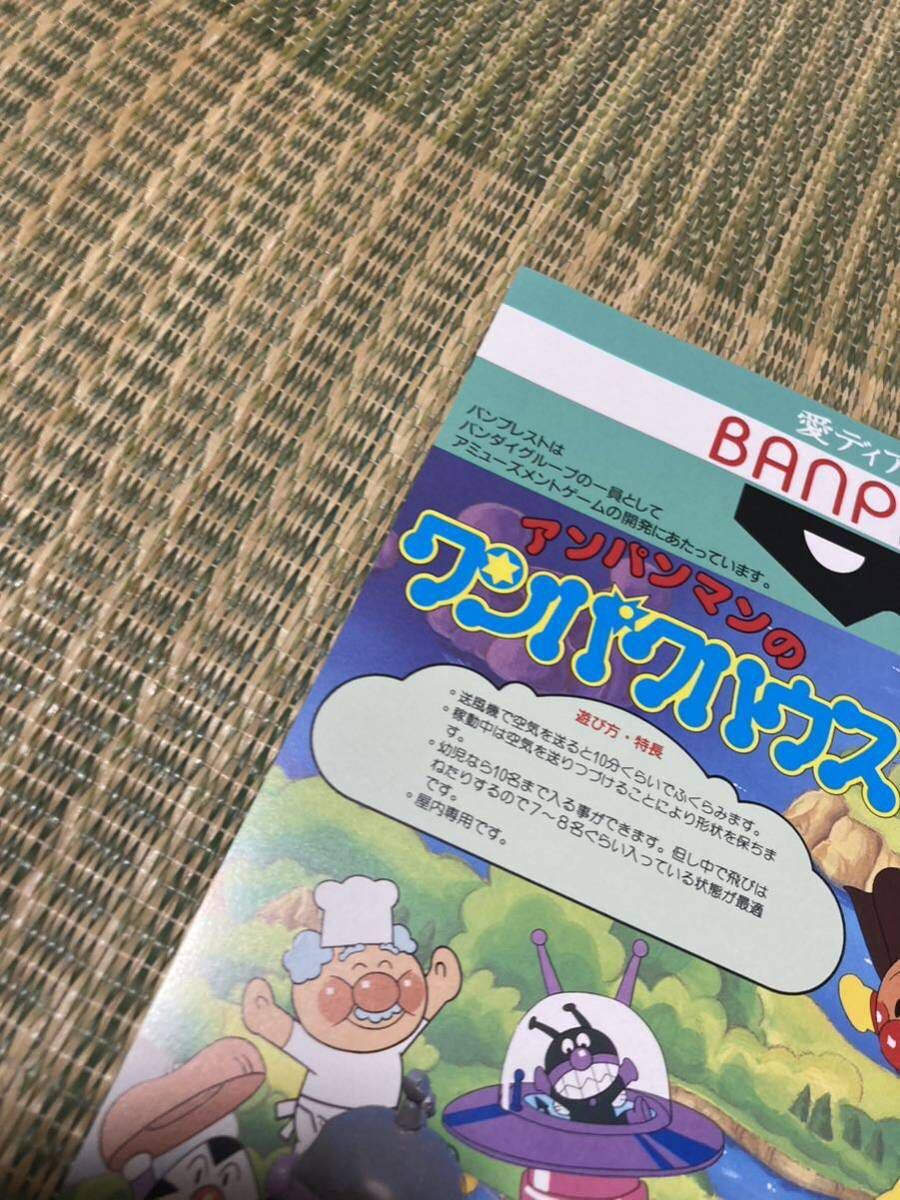 愛ディア
BANP
バンプレストは
バンダイグループの一員として
アミューズメントゲームの開発にあたっています。
アンパンマンの
ワンパクハウス
遊び方・特長
・送風機で空気を送ると10分くらいでふくらみます。
・稼動中は空気を送りつづけることにより形状を保ちま
す。
・幼児なら10名まで入る事ができます。但し中で飛びは
ねたりするので7〜8名ぐらい入っている状態が最適
です。
・屋内専用です。